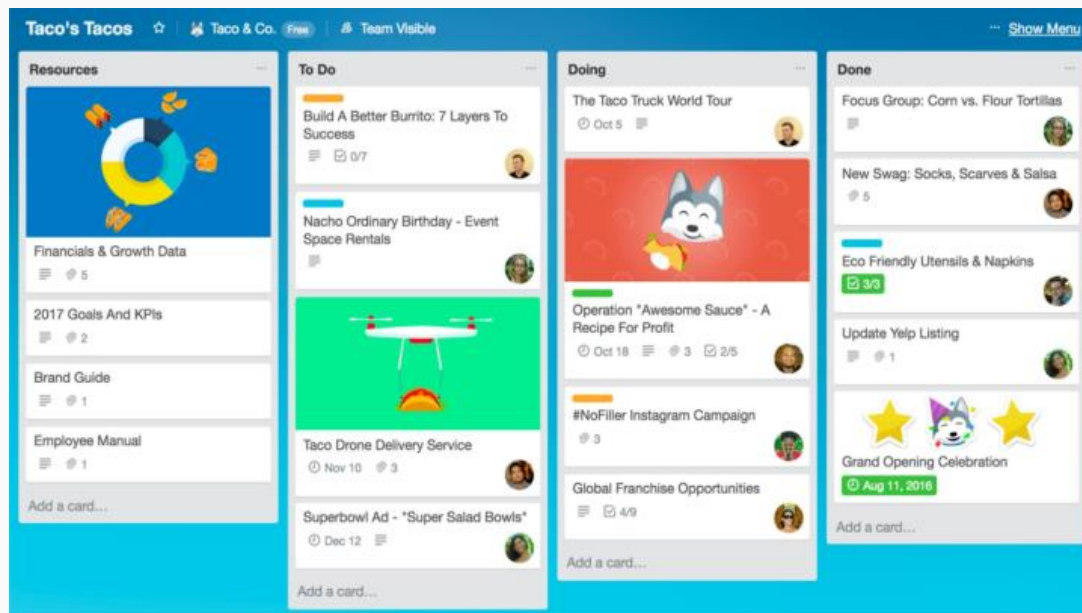 Taco's Tacos
Taco & Co.
Free
Team Visible
··· Show Menu
Resources
Financials & Growth Data
5
2017 Goals And KPIs
2
Brand Guide
1
Employee Manual
1
Add a card...
To Do
Build A Better Burrito: 7 Layers To
Success
0/7
Nacho Ordinary Birthday - Event
Space Rentals
Taco Drone Delivery Service
Nov 10 3
Superbowl Ad - "Super Salad Bowls"
Dec 12
Add a card...
Doing
The Taco Truck World Tour
Oct 5
Operation "Awesome Sauce" - A
Recipe For Profit
Oct 18 3 2/5
#NoFiller Instagram Campaign
3
Global Franchise Opportunities
4/9
Add a card...
Done
Focus Group: Corn vs. Flour Tortillas
New Swag: Socks, Scarves & Salsa
5
Eco Friendly Utensils & Napkins
3/3
Update Yelp Listing
1
Grand Opening Celebration
Aug 11, 2016
Add a card...